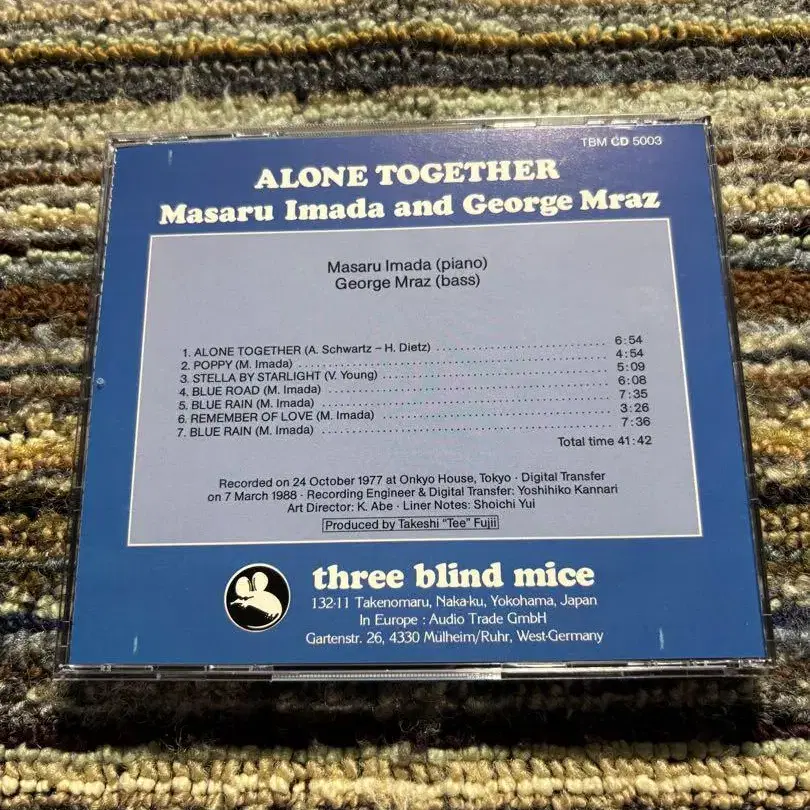 TBM CD 5003
ALONE TOGETHER
Masaru Imada and George Mraz
Masaru Imada (piano)
George Mraz (bass)
1. ALONE TOGETHER (A. Schwartz – H. Dietz) 6:54
2. POPPY (M. Imada) 4:54
3. STELLA BY STARLIGHT (V. Young) 5:09
4. BLUE ROAD (M. Imada) 6:08
5. BLUE RAIN (M. Imada) 7:35
6. REMEMBER OF LOVE (M. Imada) 3:26
7. BLUE RAIN (M. Imada) 7:36
Total time 41:42
Recorded on 24 October 1977 at Onkyo House, Tokyo · Digital Transfer
on 7 March 1988 · Recording Engineer & Digital Transfer: Yoshihiko Kannari
Art Director: K. Abe · Liner Notes: Shoichi Yui
Produced by Takeshi "Tee" Fujii
three blind mice
132-11 Takenomaru, Naka-ku, Yokohama, Japan
In Europe : Audio Trade GmbH
Gartenstr. 26, 4330 Mülheim/Ruhr, West-Germany